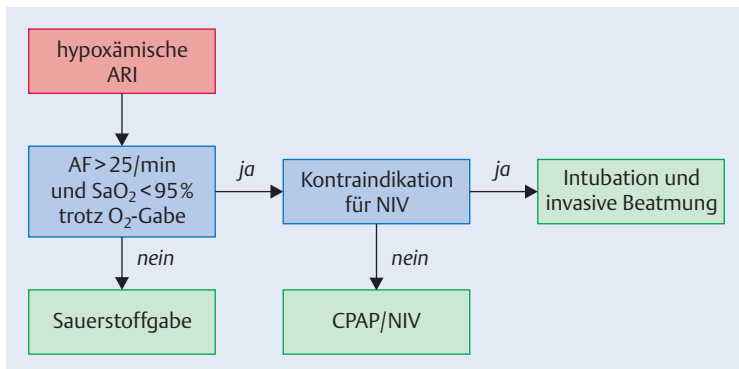 hypoxämische
ARI
AF > 25/min
und SaO₂ < 95 %
trotz O₂-Gabe
ja
Kontraindikation
für NIV
ja
Intubation und
invasive Beatmung
nein
nein
Sauerstoffgabe
CPAP/NIV